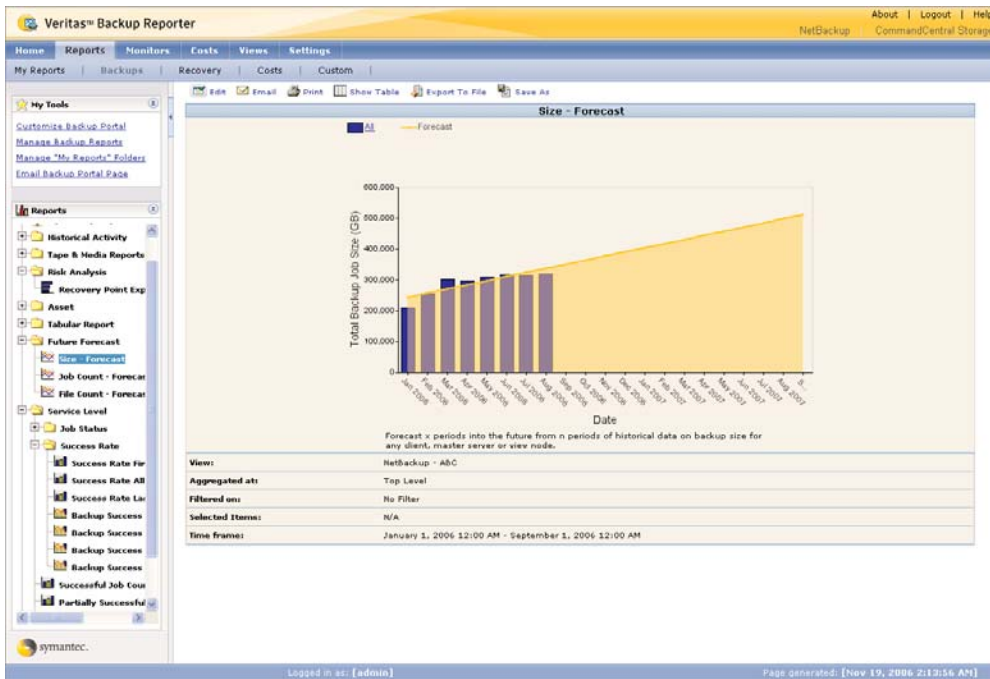 Veritas™ Backup Reporter
About | Logout | Help
NetBackup CommandCentral Storage
Home Reports Monitors Costs Views Settings
My Reports | Backups | Recovery | Costs | Custom |
My Tools
Customize Backup Portal
Manage Backup Reports
Manage "My Reports" Folders
Email Backup Portal Page
Reports
Historical Activity
Tape & Media Reports
Risk Analysis
Recovery Point Exp
Asset
Tabular Report
Future Forecast
Size - Forecast
Job Count - Forecas
File Count - Forecas
Service Level
Job Status
Success Rate
Success Rate Fir
Success Rate All
Success Rate Las
Backup Success
Backup Success
Backup Success
Backup Success
Successful Job Coun
Partially Successful
symantec.
Edit Email Print Show Table Export To File Save As
Size - Forecast
All Forecast
Total Backup Job Size (GB)
600,000
500,000
400,000
300,000
200,000
100,000
0
Jan 2006 Feb 2006 Mar 2006 Apr 2006 May 2006 Jun 2006 Jul 2006 Aug 2006 Sep 2006 Oct 2006 Nov 2006 Dec 2006 Jan 2007 Feb 2007 Mar 2007 Apr 2007 May 2007 Jun 2007 Jul 2007 Aug 2007 S...
Date
Forecast x periods into the future from n periods of historical data on backup size for
any client, master server or view node.
View: NetBackup - ABC
Aggregated at: Top Level
Filtered on: No Filter
Selected Items: N/A
Time frame: January 1, 2006 12:00 AM - September 1, 2006 12:00 AM
Logged in as: [admin]
Page generated: [Nov 19, 2006 2:13:56 AM]